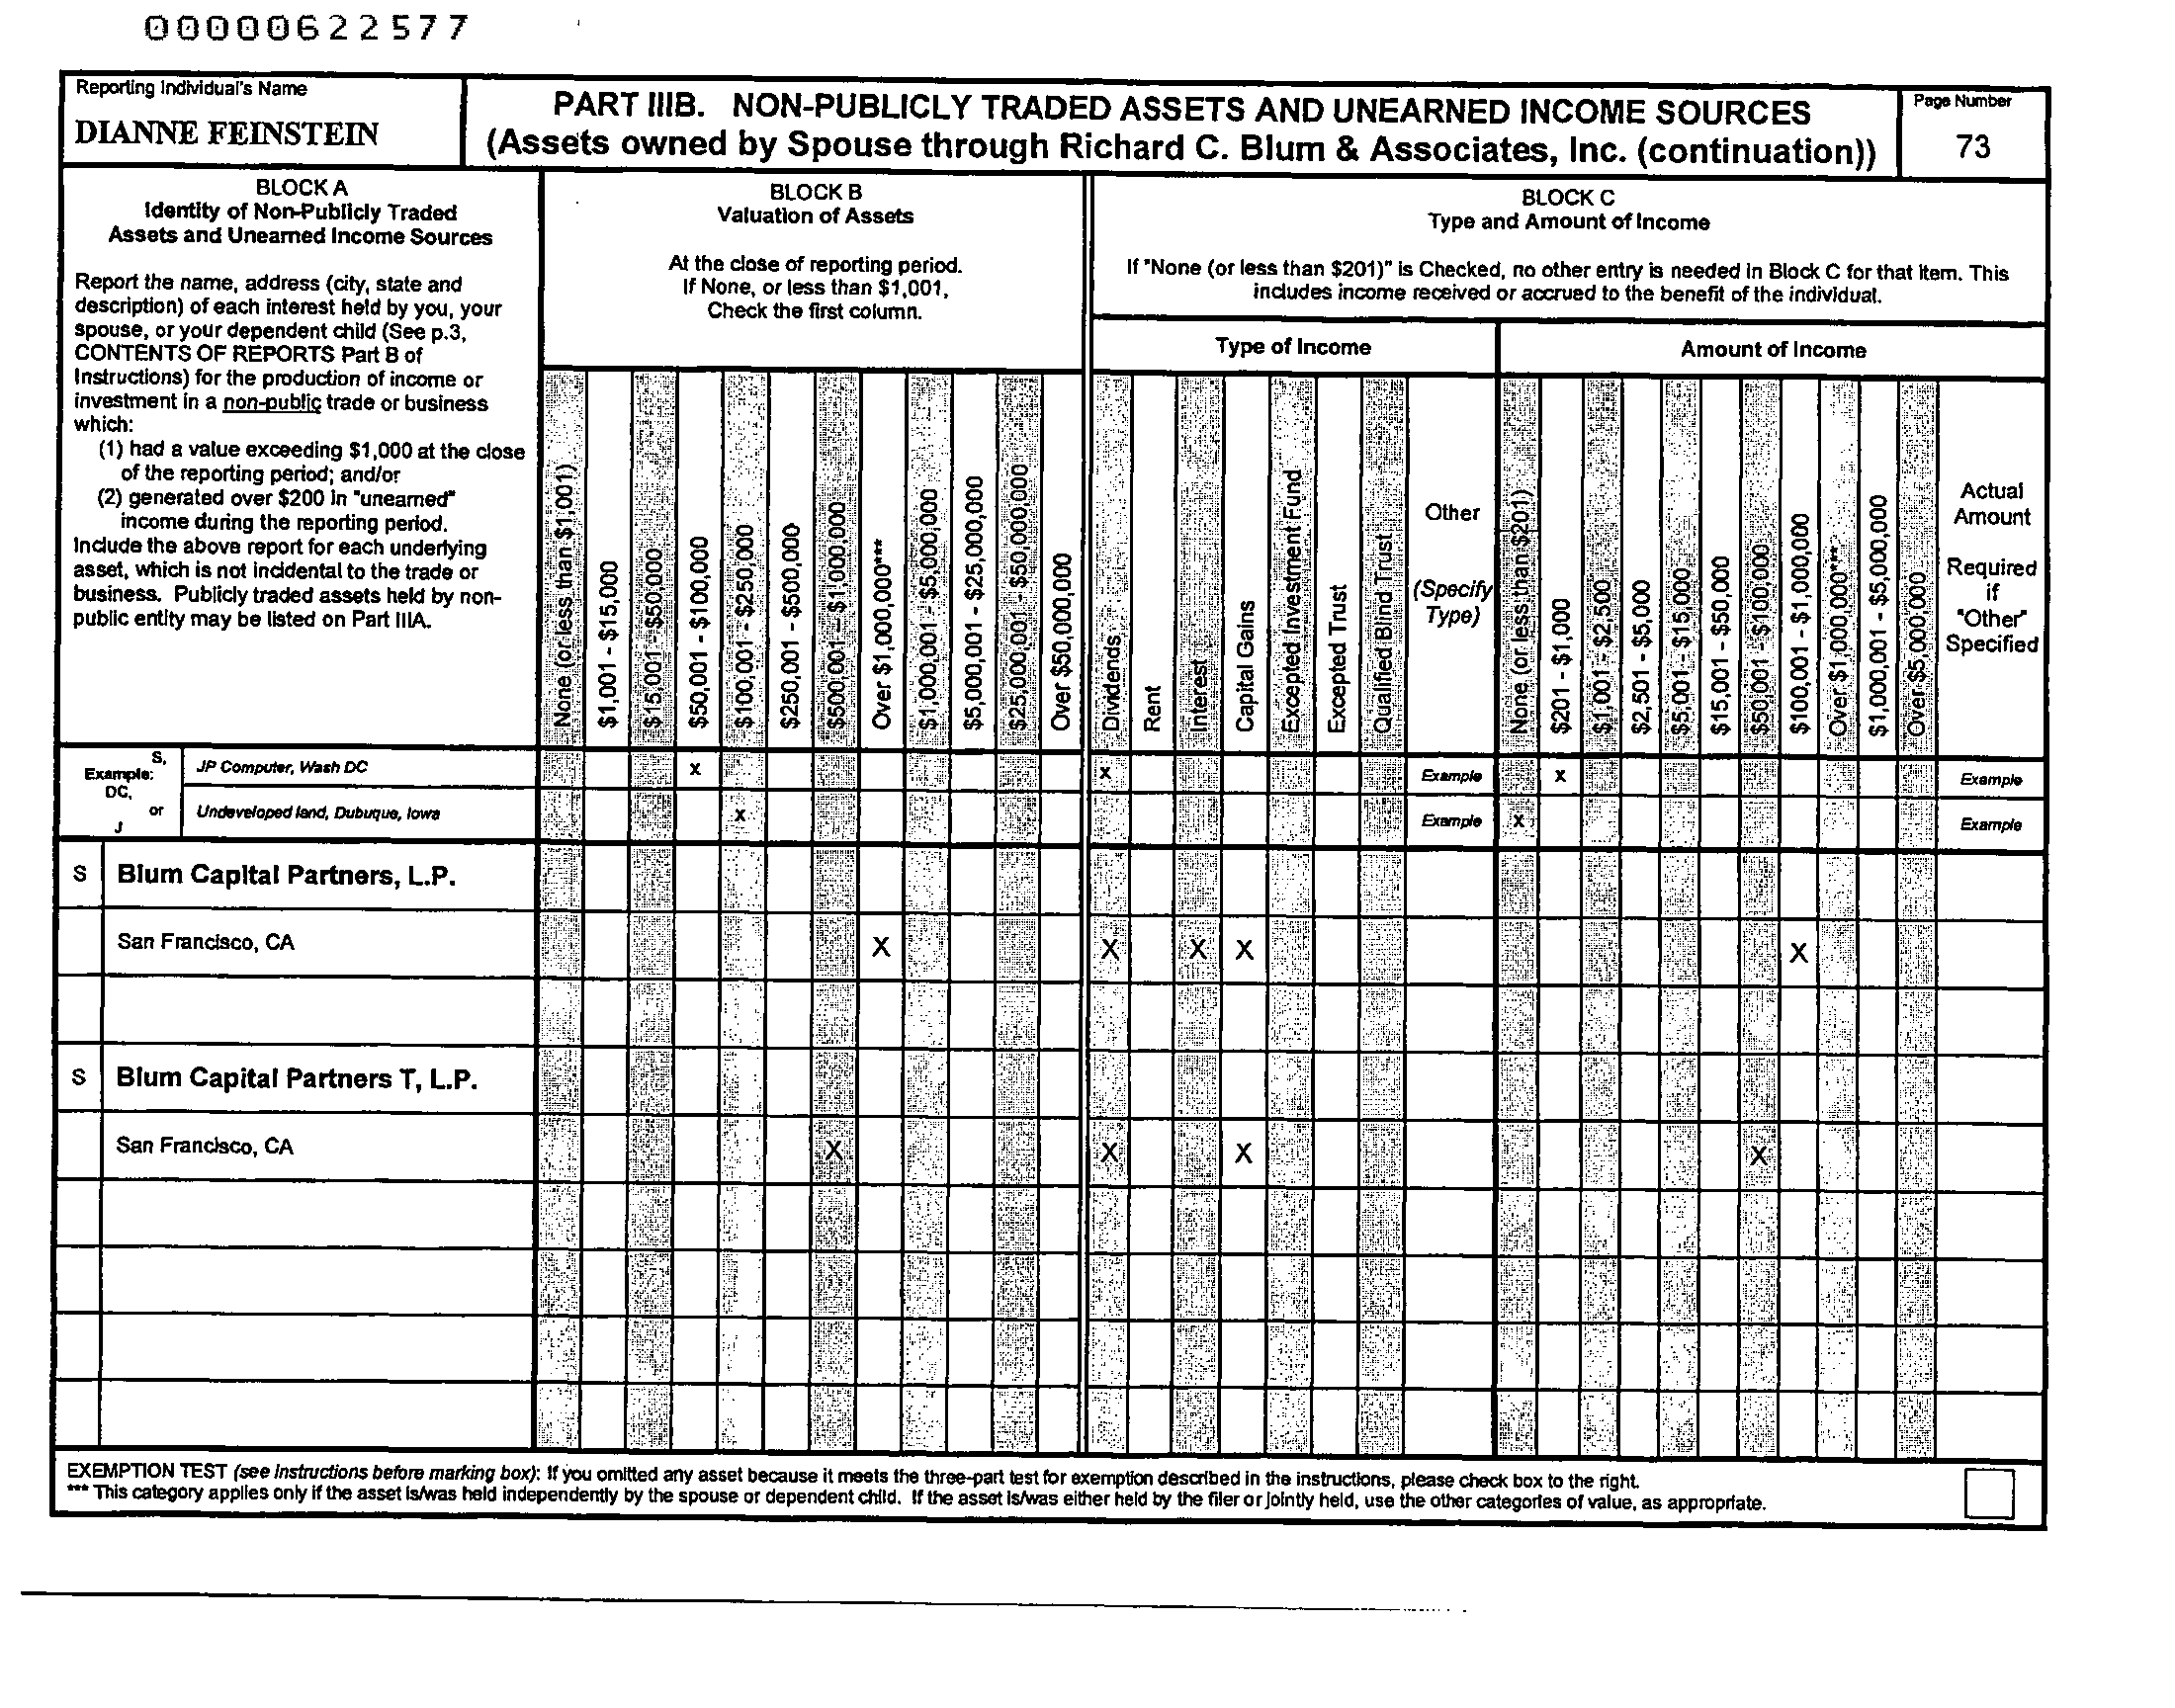 00000622577
Reporting Individual's Name
DIANNE FEINSTEIN
PART IIIB. NON-PUBLICLY TRADED ASSETS AND UNEARNED INCOME SOURCES
(Assets owned by Spouse through Richard C. Blum & Associates, Inc. (continuation))
Page Number
73
BLOCK A
Identity of Non-Publicly Traded
Assets and Unearned Income Sources
Report the name, address (city, state and
description) of each interest held by you, your
spouse, or your dependent child (See p.3,
CONTENTS OF REPORTS Part B of
Instructions) for the production of income or
investment in a non-public trade or business
which:
(1) had a value exceeding $1,000 at the close
of the reporting period; and/or
(2) generated over $200 in "unearned"
income during the reporting period.
Include the above report for each underlying
asset, which is not incidental to the trade or
business. Publicly traded assets held by non-
public entity may be listed on Part IIIA.
BLOCK B
Valuation of Assets
At the close of reporting period.
If None, or less than $1,001,
Check the first column.
None (or less than $1,001)
$1,001 - $15,000
$15,001 - $50,000
$50,001 - $100,000
$100,001 - $250,000
$250,001 - $500,000
$500,001 - $1,000,000
Over $1,000,000***
$1,000,001 - $5,000,000
$5,000,001 - $25,000,000
$25,000,001 - $50,000,000
Over $50,000,000
BLOCK C
Type and Amount of Income
If "None (or less than $201)" is Checked, no other entry is needed in Block C for that item. This
includes income received or accrued to the benefit of the individual.
Type of Income
Amount of Income
Dividends
Rent
Interest
Capital Gains
Excepted Investment Fund
Excepted Trust
Qualified Blind Trust
Other
(Specify
Type)
None (or less than $201)
$201 - $1,000
$1,001 - $2,500
$2,501 - $5,000
$5,001 - $15,000
$15,001 - $50,000
$50,001 - $100,000
$100,001 - $1,000,000
Over $1,000,000***
$1,000,001 - $5,000,000
Over $5,000,000
Actual
Amount
Required
if
"Other"
Specified
S,
Example:
DC,
or
J
JP Computer, Wash DC x x Example x Example
Undeveloped land, Dubuque, Iowa x Example x Example
S Blum Capital Partners, L.P.
San Francisco, CA X X X X X
S Blum Capital Partners T, L.P.
San Francisco, CA X X X X
EXEMPTION TEST (see instructions before marking box): If you omitted any asset because it meets the three-part test for exemption described in the instructions, please check box to the right.
*** This category applies only if the asset is/was held independently by the spouse or dependent child. If the asset is/was either held by the filer or jointly held, use the other categories of value, as appropriate.